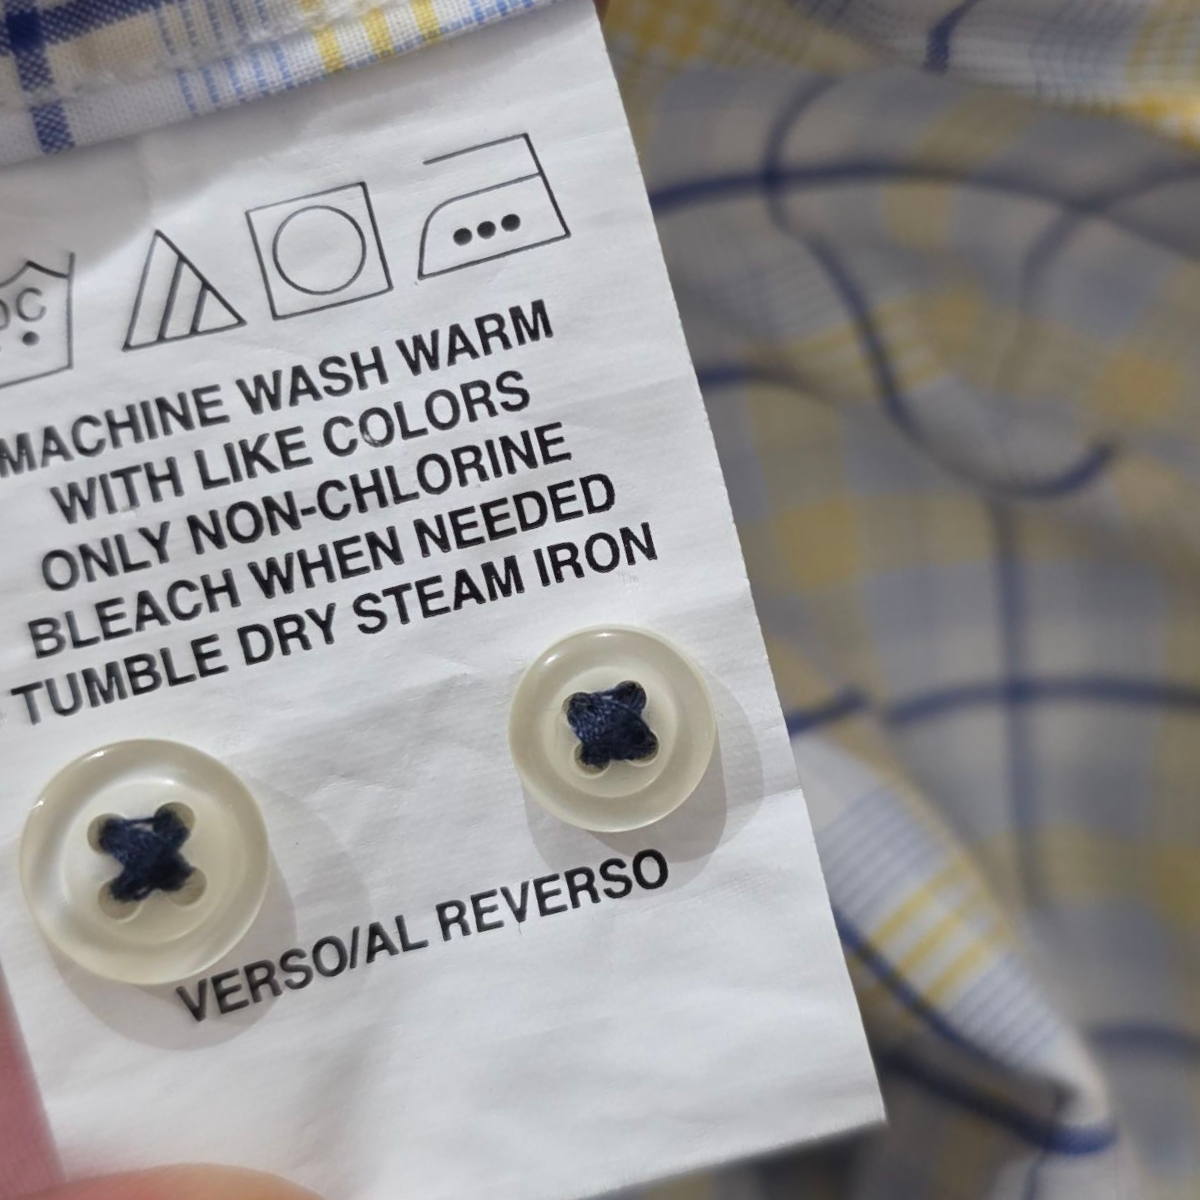 °C
MACHINE WASH WARM
WITH LIKE COLORS
ONLY NON-CHLORINE
BLEACH WHEN NEEDED
TUMBLE DRY STEAM IRON
VERSO/AL REVERSO